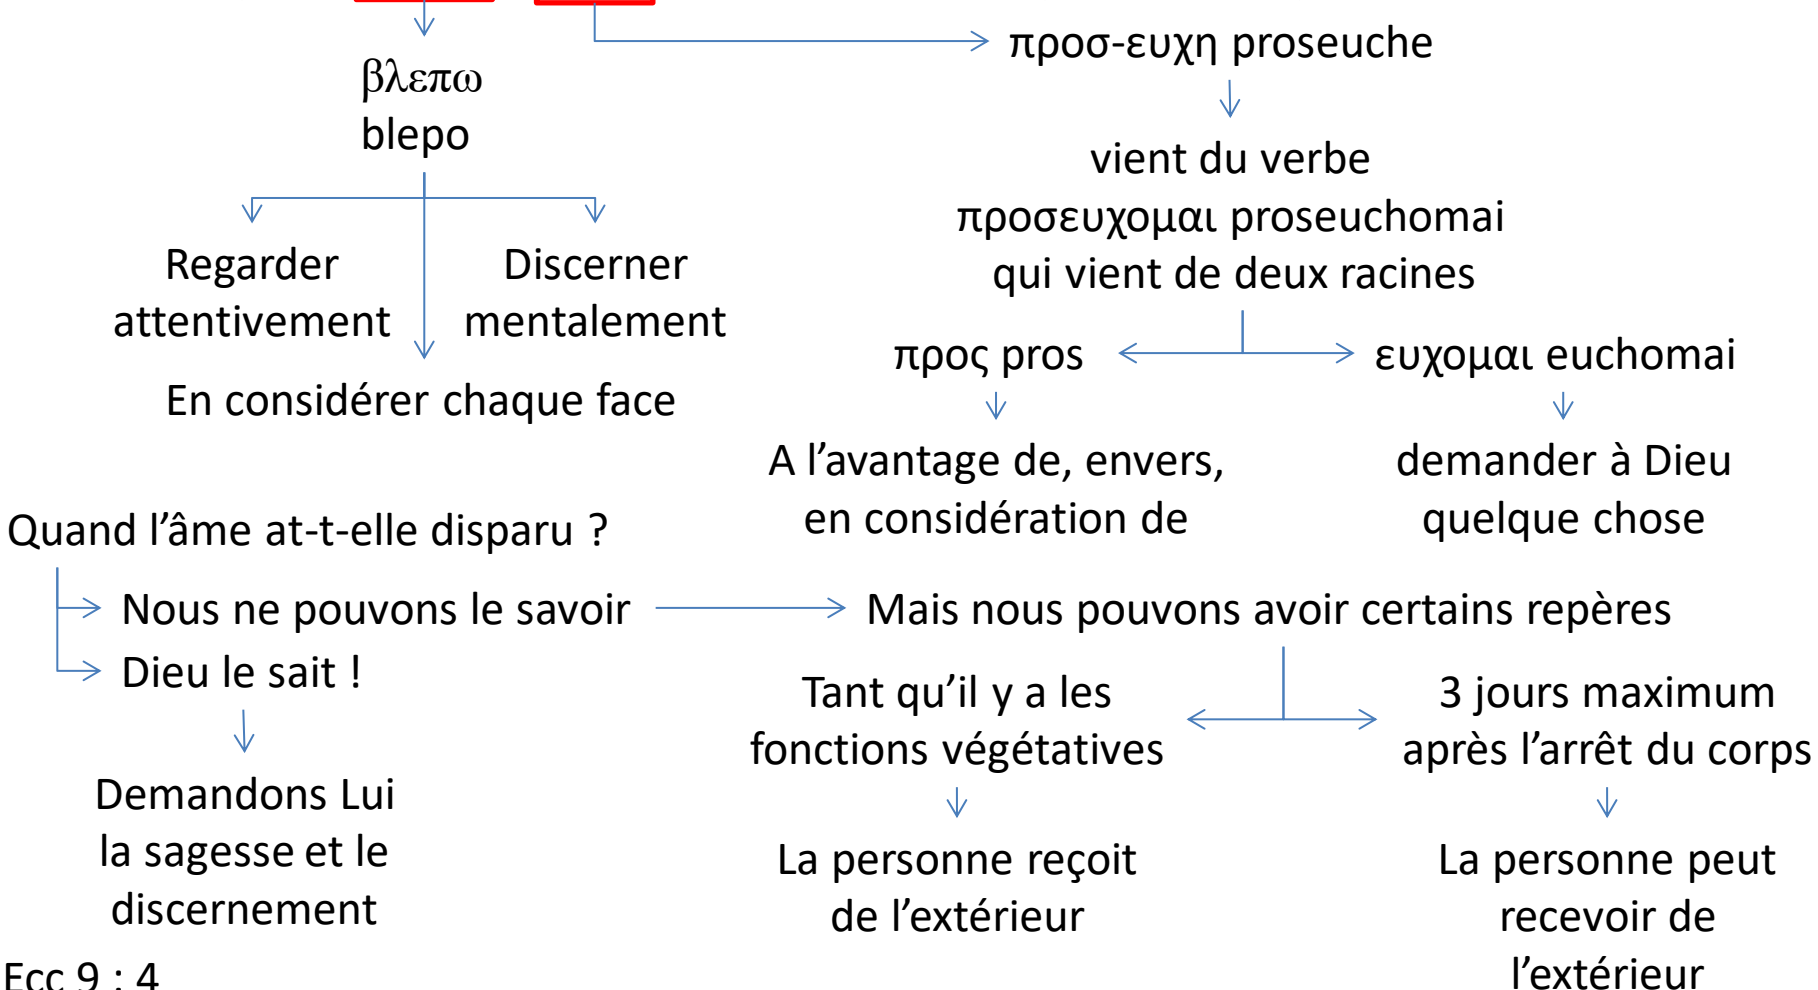 προσ-ευχη proseuche
βλεπω
blepo
vient du verbe
προσευχομαι proseuchomai
qui vient de deux racines
Regarder
attentivement
Discerner
mentalement
En considérer chaque face
προς pros
ευχομαι euchomai
A l’avantage de, envers,
en considération de
demander à Dieu
quelque chose
Quand l’âme at-t-elle disparu ?
Nous ne pouvons le savoir
Mais nous pouvons avoir certains repères
Dieu le sait !
Tant qu’il y a les
fonctions végétatives
3 jours maximum
après l’arrêt du corps
Demandons Lui
la sagesse et le
discernement
La personne reçoit
de l’extérieur
La personne peut
recevoir de
l’extérieur
Ecc 9 : 4